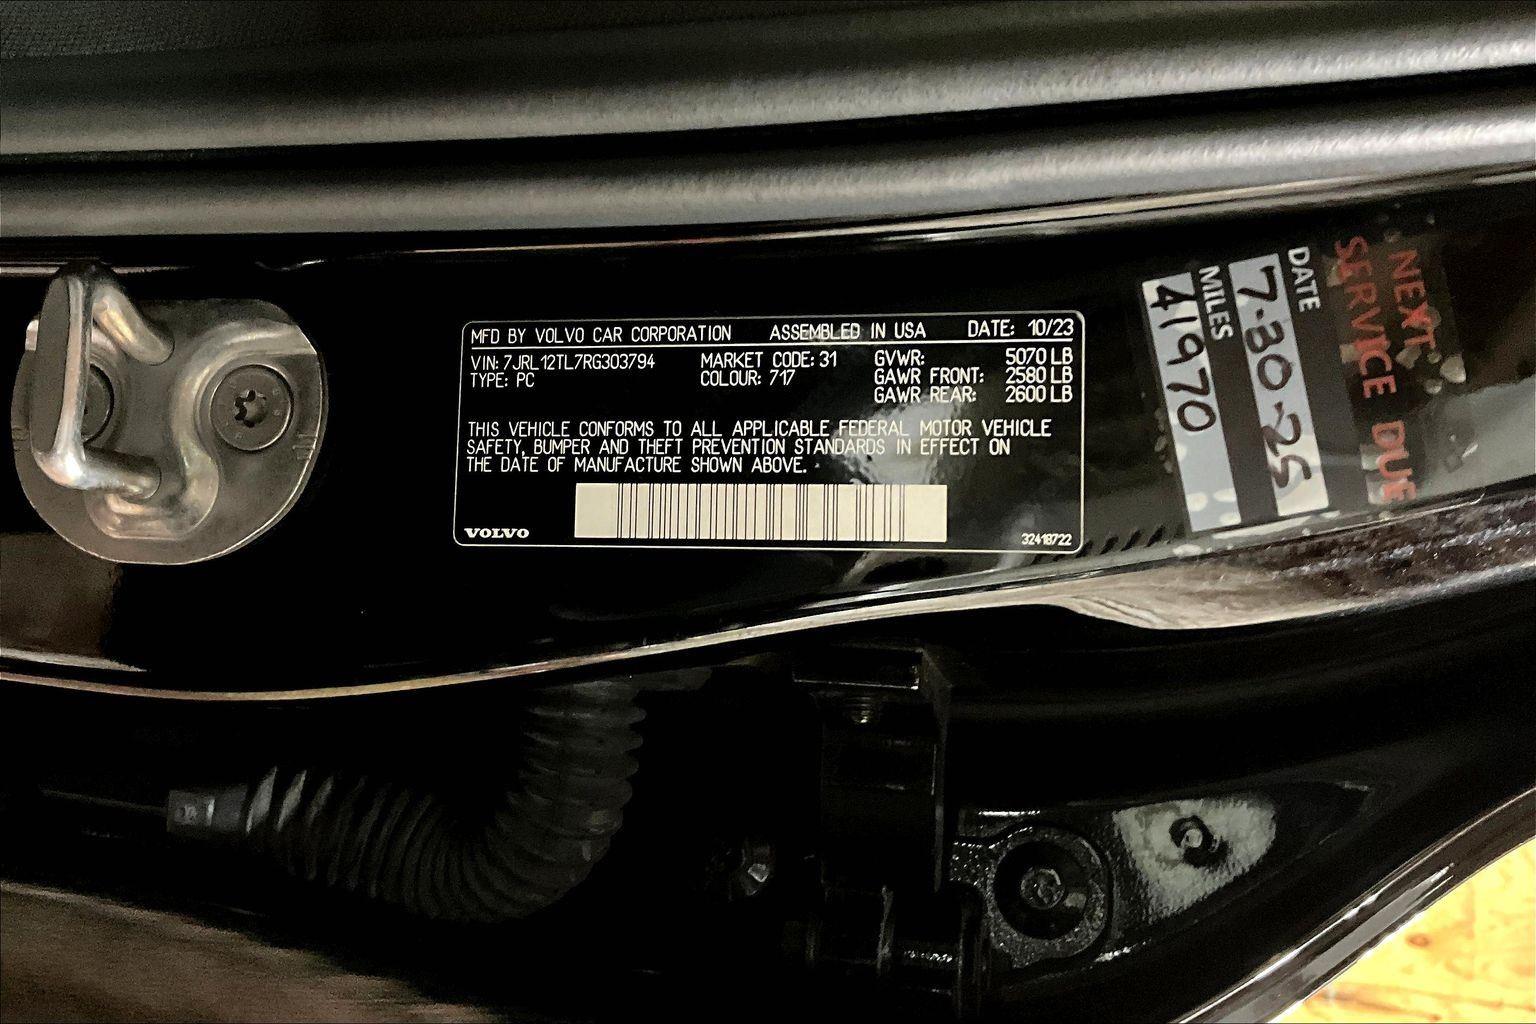 MFD BY VOLVO CAR CORPORATION ASSEMBLED IN USA DATE: 10/23
VIN: 7JRL12TL7RG303794 MARKET CODE: 31 GVWR: 5070 LB
TYPE: PC COLOUR: 717 GAWR FRONT: 2580 LB
GAWR REAR: 2600 LB
THIS VEHICLE CONFORMS TO ALL APPLICABLE FEDERAL MOTOR VEHICLE
SAFETY, BUMPER AND THEFT PREVENTION STANDARDS IN EFFECT ON
THE DATE OF MANUFACTURE SHOWN ABOVE.
VOLVO 32418722
NEXT
SERVICE DUE
DATE
7-30-25
MILES
41970